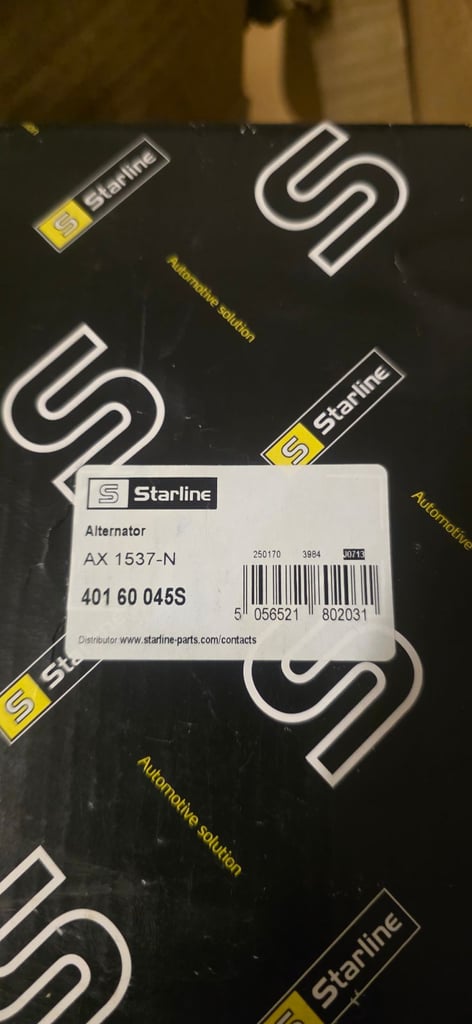 Starline
Automotive solution
Starline
Automotive
Starline
Alternator
AX 1537-N
250170 3984 J0713
401 60 045S
5 056521 802031
Distributor:www.starline-parts.com/contacts
Sta
Automotive solution
Starline